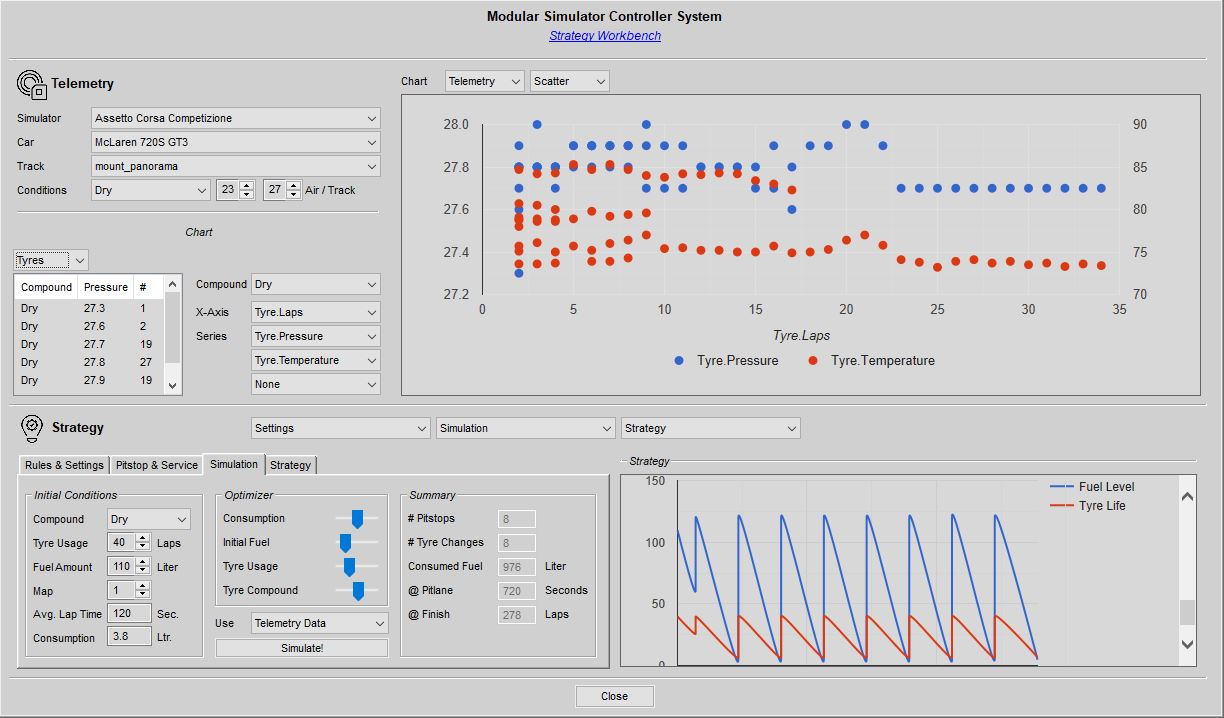 Modular Simulator Controller System
Strategy Workbench
Telemetry
Simulator Assetto Corsa Competizione
Car McLaren 720S GT3
Track mount_panorama
Conditions Dry 23 27 Air / Track
Chart
Tyres
Compound Pressure #
Dry 27.3 1
Dry 27.6 2
Dry 27.7 19
Dry 27.8 27
Dry 27.9 19
Compound Dry
X-Axis Tyre.Laps
Series Tyre.Pressure
Tyre.Temperature
None
Chart Telemetry Scatter
28.0 90
27.8 85
27.6 80
27.4 75
27.2 70
0 5 10 15 20 25 30 35
Tyre.Laps
Tyre.Pressure Tyre.Temperature
Strategy Settings Simulation Strategy
Rules & Settings Pitstop & Service Simulation Strategy
Initial Conditions
Compound Dry
Tyre Usage 40 Laps
Fuel Amount 110 Liter
Map 1
Avg. Lap Time 120 Sec.
Consumption 3.8 Ltr.
Optimizer
Consumption
Initial Fuel
Tyre Usage
Tyre Compound
Use Telemetry Data
Simulate!
Summary
# Pitstops 8
# Tyre Changes 8
Consumed Fuel 976 Liter
@ Pitlane 720 Seconds
@ Finish 278 Laps
Strategy
150
100
50
0
Fuel Level
Tyre Life
Close